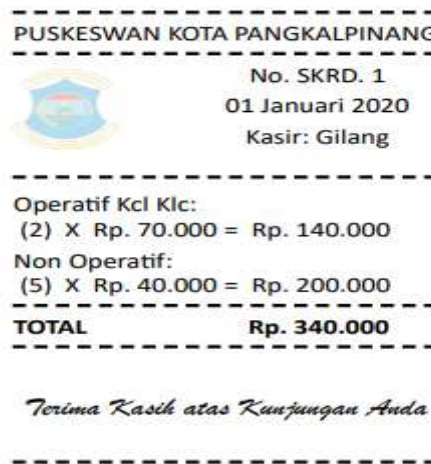 PUSKESWAN KOTA PANGKALPINANG
No. SKRD. 1
01 Januari 2020
Kasir: Gilang
Operatif Kcl Klc:
(2) X Rp. 70.000 = Rp. 140.000
Non Operatif:
(5) X Rp. 40.000 = Rp. 200.000
TOTAL Rp. 340.000
Terima Kasih atas Kunjungan Anda